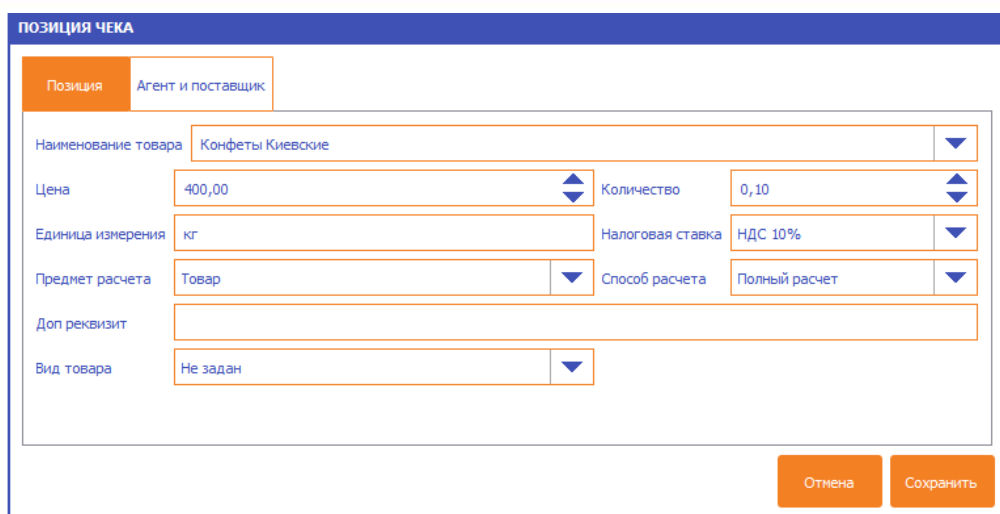 ПОЗИЦИЯ ЧЕКА
Позиция Агент и поставщик
Наименование товара Конфеты Киевские
Цена 400,00 Количество 0,10
Единица измерения кг Налоговая ставка НДС 10%
Предмет расчета Товар Способ расчета Полный расчет
Доп реквизит
Вид товара Не задан
Отмена Сохранить